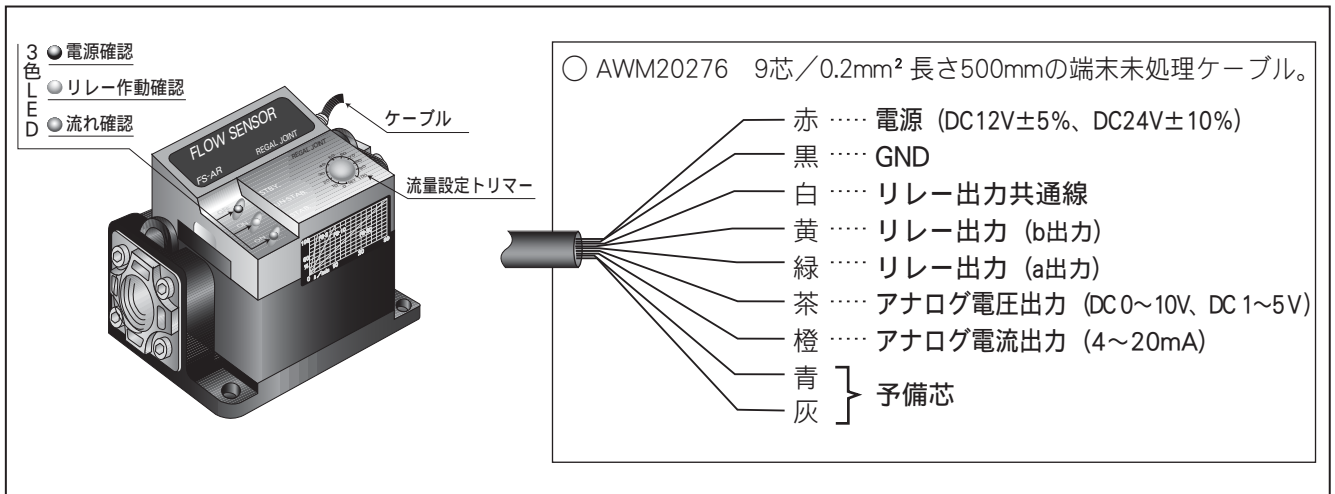 3色LED
電源確認
リレー作動確認
流れ確認
ケーブル
流量設定トリマー
FLOW SENSOR
FS-AR
REGAL JOINT
REGAL JOINT
○ AWM20276 9芯／0.2mm² 長さ500mmの端末未処理ケーブル。
赤 ····· 電源 (DC12V±5%、DC24V±10%)
黒 ····· GND
白 ····· リレー出力共通線
黄 ····· リレー出力 (b出力)
緑 ····· リレー出力 (a出力)
茶 ····· アナログ電圧出力 (DC 0〜10V、DC 1〜5V)
橙 ····· アナログ電流出力 (4〜20mA)
青
灰
予備芯